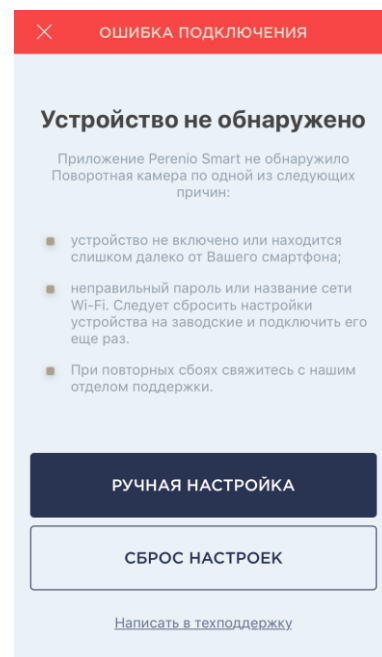 ОШИБКА ПОДКЛЮЧЕНИЯ
Устройство не обнаружено
Приложение Perenio Smart не обнаружило
Поворотная камера по одной из следующих
причин:
устройство не включено или находится
слишком далеко от Вашего смартфона;
неправильный пароль или название сети
Wi-Fi. Следует сбросить настройки
устройства на заводские и подключить его
еще раз.
При повторных сбоях свяжитесь с нашим
отделом поддержки.
РУЧНАЯ НАСТРОЙКА
СБРОС НАСТРОЕК
Написать в техподдержку